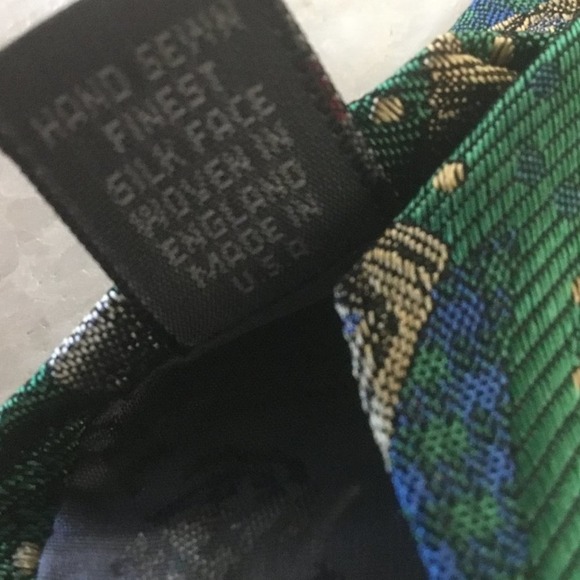 HAND SEWN
FINEST
SILK FACE
WOVEN IN
ENGLAND
MADE IN
U S A